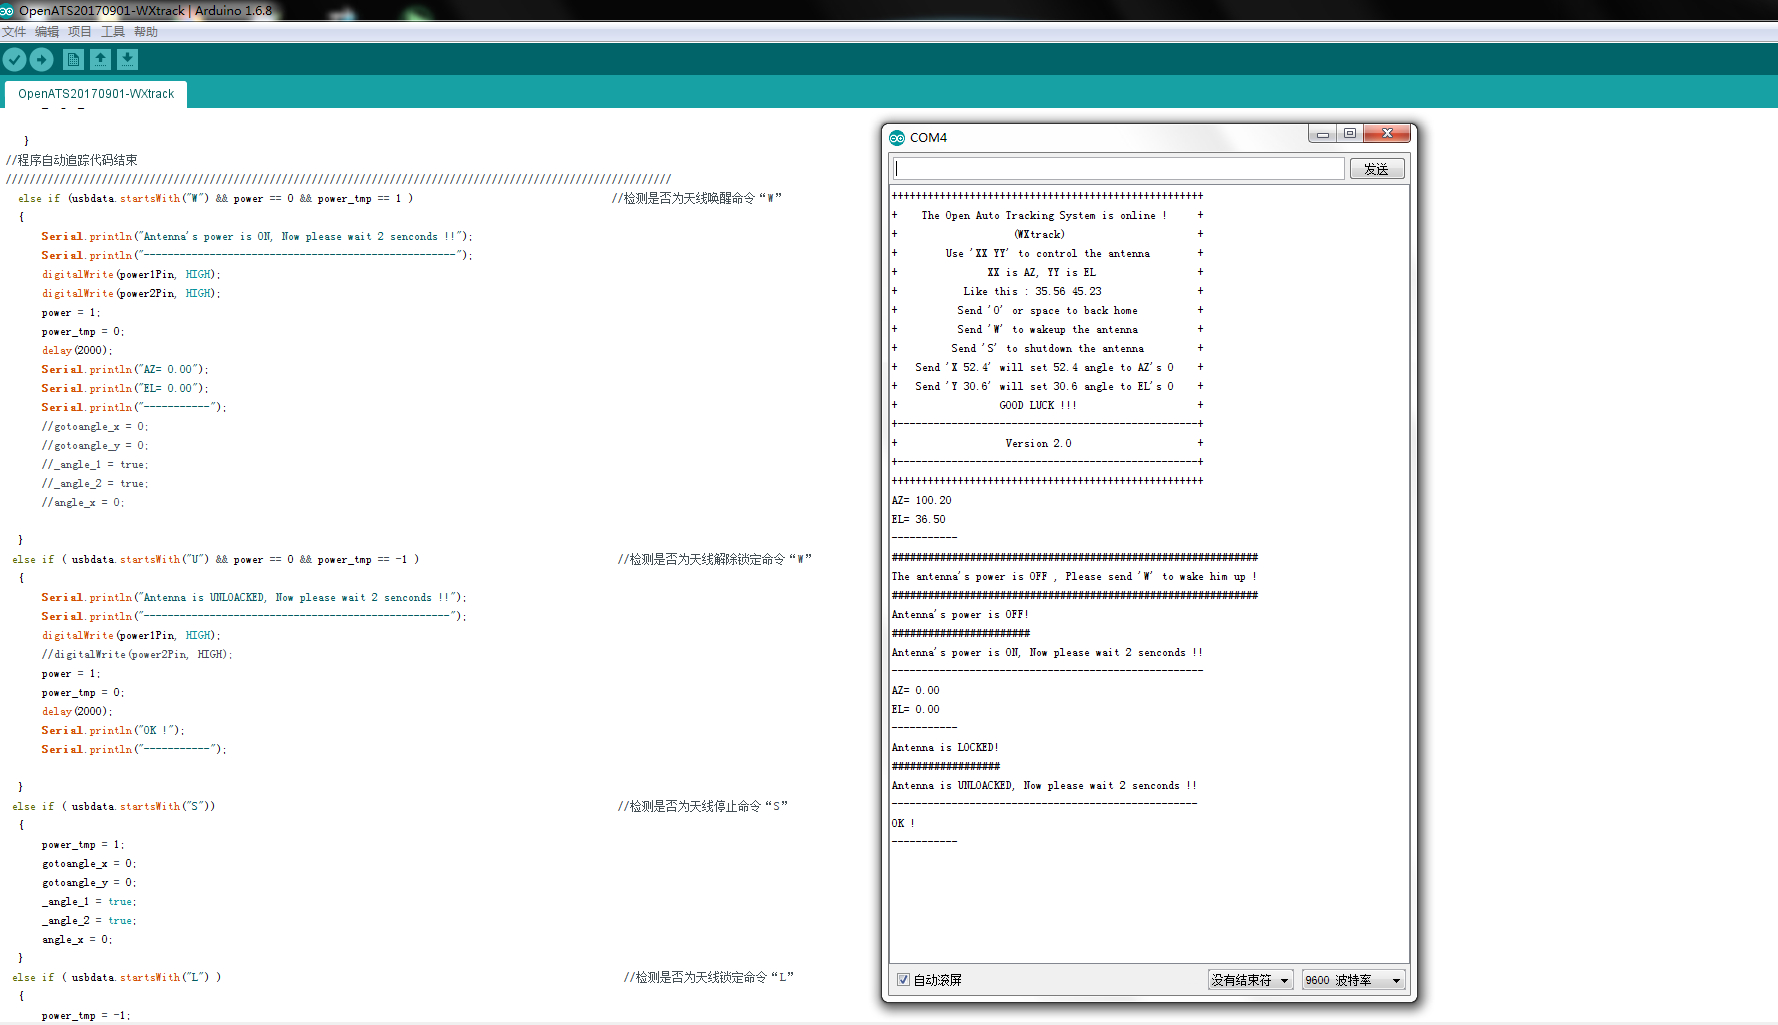 OpenATS20170901-WXtrack | Arduino 1.6.8
文件 编辑 项目 工具 帮助
OpenATS20170901-WXtrack
}
//程序自动追踪代码结束
///////////////////////////////////////////////////////////////////////////////////////////////////////////////
else if (usbdata.startsWith("W") && power == 0 && power_tmp == 1 ) //检测是否为天线唤醒命令“W”
{
Serial.println("Antenna's power is ON, Now please wait 2 senconds !!");
Serial.println("----------------------------------------------------");
digitalWrite(power1Pin, HIGH);
digitalWrite(power2Pin, HIGH);
power = 1;
power_tmp = 0;
delay(2000);
Serial.println("AZ= 0.00");
Serial.println("EL= 0.00");
Serial.println("-----------");
//gotoangle_x = 0;
//gotoangle_y = 0;
//_angle_1 = true;
//_angle_2 = true;
//angle_x = 0;
}
else if ( usbdata.startsWith("U") && power == 0 && power_tmp == -1 ) //检测是否为天线解除锁定命令“W”
{
Serial.println("Antenna is UNLOACKED, Now please wait 2 senconds !!");
Serial.println("---------------------------------------------------");
digitalWrite(power1Pin, HIGH);
//digitalWrite(power2Pin, HIGH);
power = 1;
power_tmp = 0;
delay(2000);
Serial.println("OK !");
Serial.println("-----------");
}
else if ( usbdata.startsWith("S")) //检测是否为天线停止命令“S”
{
power_tmp = 1;
gotoangle_x = 0;
gotoangle_y = 0;
_angle_1 = true;
_angle_2 = true;
angle_x = 0;
}
else if ( usbdata.startsWith("L") ) //检测是否为天线锁定命令“L”
{
power_tmp = -1;
COM4
发送
++++++++++++++++++++++++++++++++++++++++++++++++++++
+ The Open Auto Tracking System is online ! +
+ (WXtrack) +
+ Use 'XX YY' to control the antenna +
+ XX is AZ, YY is EL +
+ Like this : 35.56 45.23 +
+ Send 'O' or space to back home +
+ Send 'W' to wakeup the antenna +
+ Send 'S' to shutdown the antenna +
+ Send 'X 52.4' will set 52.4 angle to AZ's 0 +
+ Send 'Y 30.6' will set 30.6 angle to EL's 0 +
+ GOOD LUCK !!! +
+--------------------------------------------------+
+ Version 2.0 +
+--------------------------------------------------+
++++++++++++++++++++++++++++++++++++++++++++++++++++
AZ= 100.20
EL= 36.50
-----------
#############################################################
The antenna's power is OFF , Please send 'W' to wake him up !
#############################################################
Antenna's power is OFF!
#######################
Antenna's power is ON, Now please wait 2 senconds !!
----------------------------------------------------
AZ= 0.00
EL= 0.00
-----------
Antenna is LOCKED!
##################
Antenna is UNLOACKED, Now please wait 2 senconds !!
---------------------------------------------------
OK !
-----------
自动滚屏
没有结束符
9600 波特率